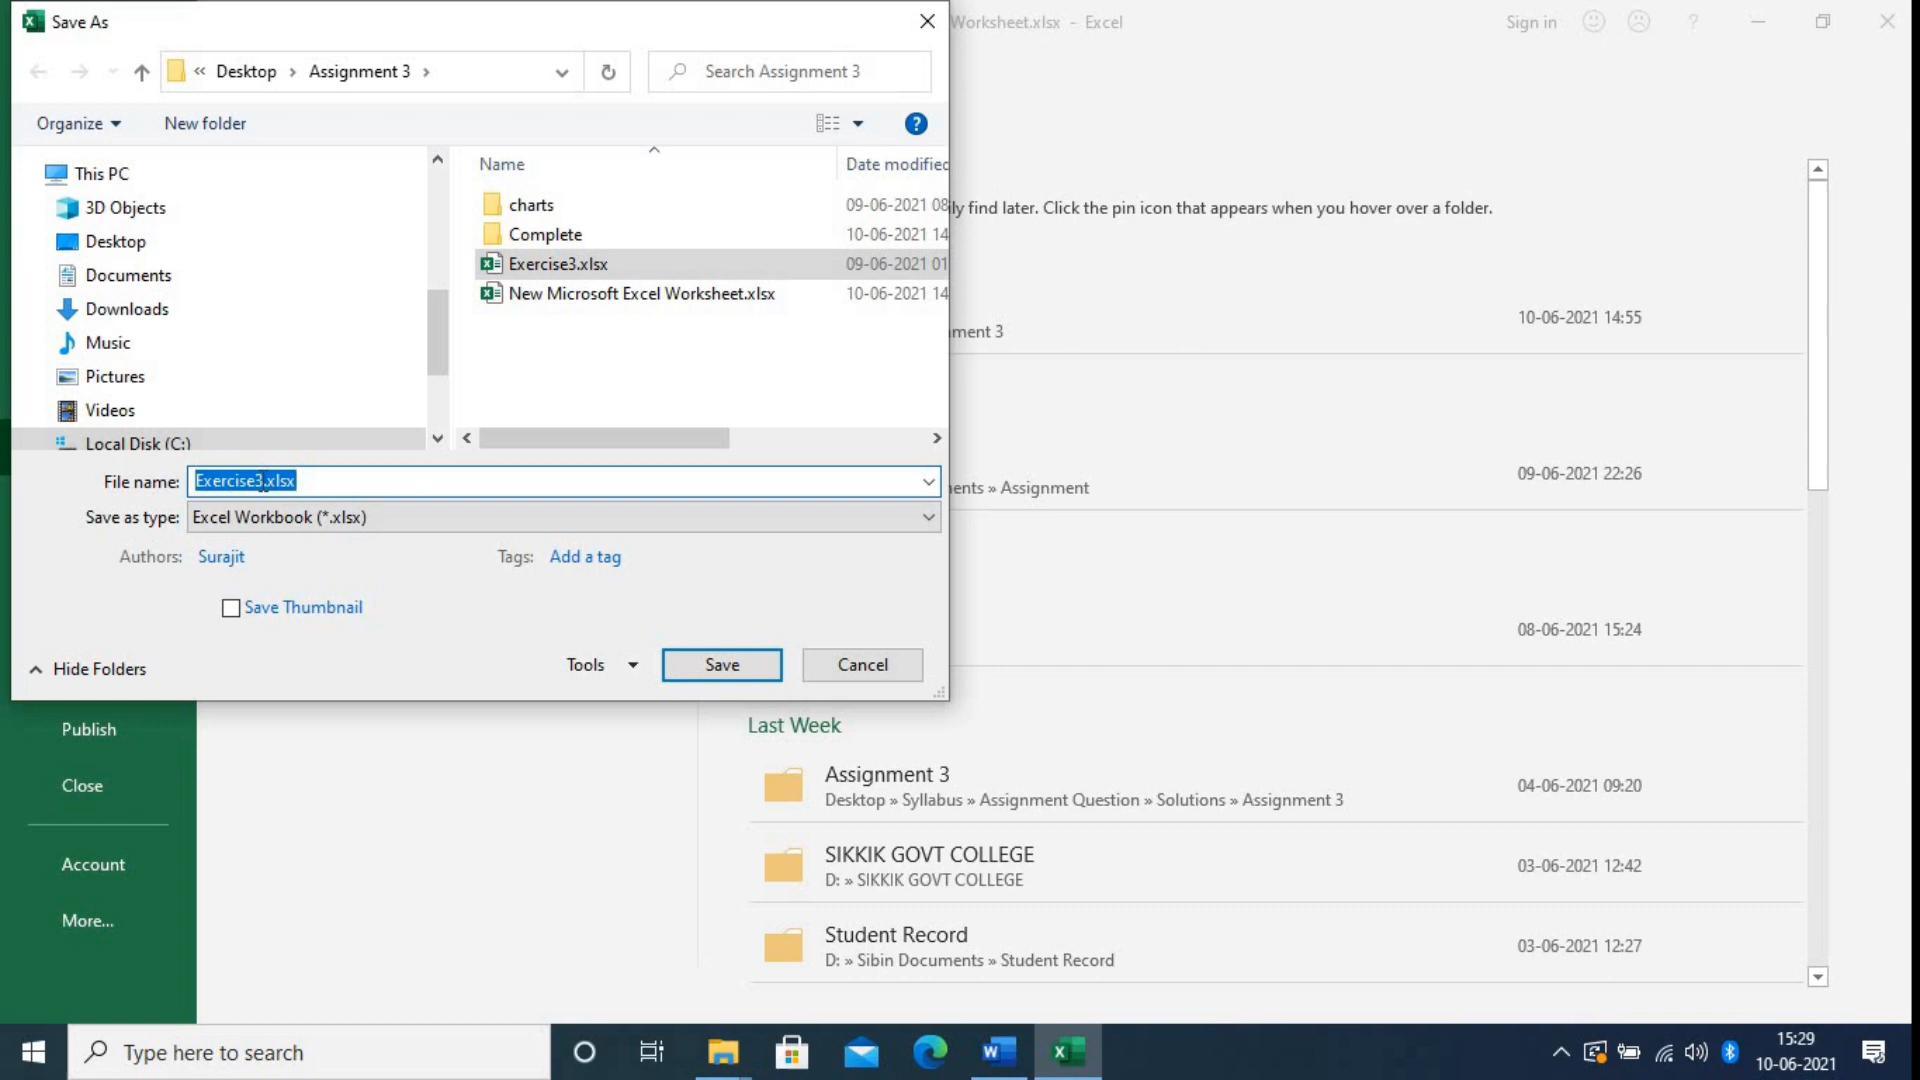 Save As
Worksheet.xlsx - Excel
Sign in
?
« Desktop › Assignment 3 ›
Search Assignment 3
Organize
New folder
?
This PC
3D Objects
Desktop
Documents
Downloads
Music
Pictures
Videos
Local Disk (C:)
Name
Date modified
charts
09-06-2021 08
Complete
10-06-2021 14
Exercise3.xlsx
09-06-2021 01
New Microsoft Excel Worksheet.xlsx
10-06-2021 14
File name: Exercise3.xlsx
Save as type: Excel Workbook (*.xlsx)
Authors: Surajit
Tags: Add a tag
Save Thumbnail
Hide Folders
Tools
Save
Cancel
ly find later. Click the pin icon that appears when you hover over a folder.
10-06-2021 14:55
nment 3
09-06-2021 22:26
ents » Assignment
08-06-2021 15:24
Last Week
Assignment 3
Desktop » Syllabus » Assignment Question » Solutions » Assignment 3
04-06-2021 09:20
SIKKIK GOVT COLLEGE
D: » SIKKIK GOVT COLLEGE
03-06-2021 12:42
Student Record
D: » Sibin Documents » Student Record
03-06-2021 12:27
Publish
Close
Account
More...
Type here to search
15:29
10-06-2021